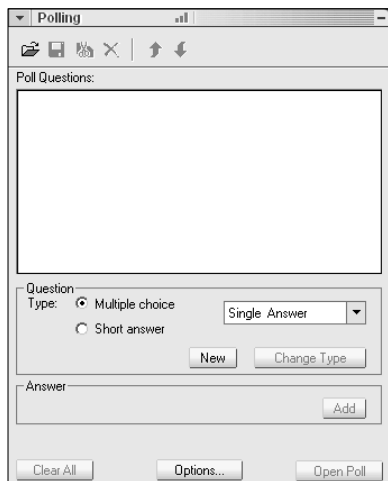 Polling
Poll Questions:
Question
Type: Multiple choice
Single Answer
Short answer
New Change Type
Answer
Add
Clear All Options... Open Poll